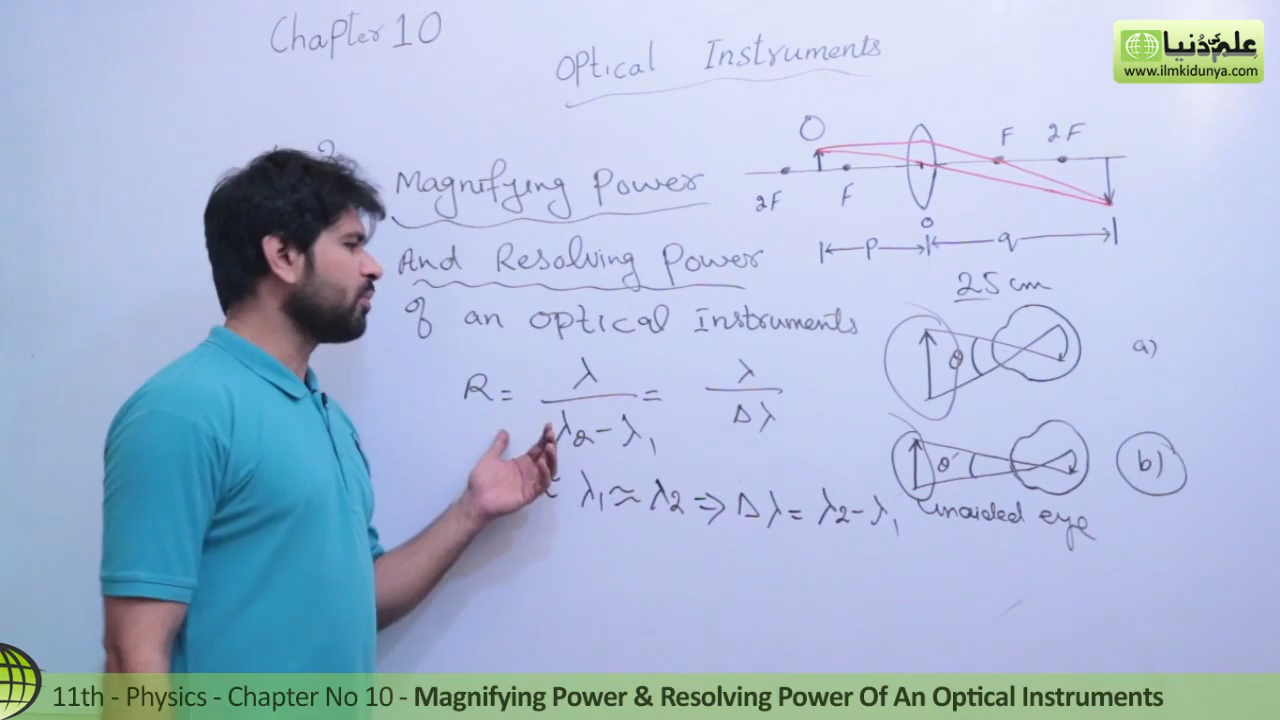 Chapter 10
Optical Instruments
علم کی دُنیا
www.ilmkidunya.com
Magnifying Power
And Resolving Power
of an optical Instruments
R = λ / λ2 - λ1 = λ / Δλ
λ1 ≈ λ2 ⇒ Δλ = λ2 - λ1
O
F 2F
2F F
o
p q
25 cm
θ a)
θ' b)
unaided eye
11th - Physics - Chapter No 10 - Magnifying Power & Resolving Power Of An Optical Instruments